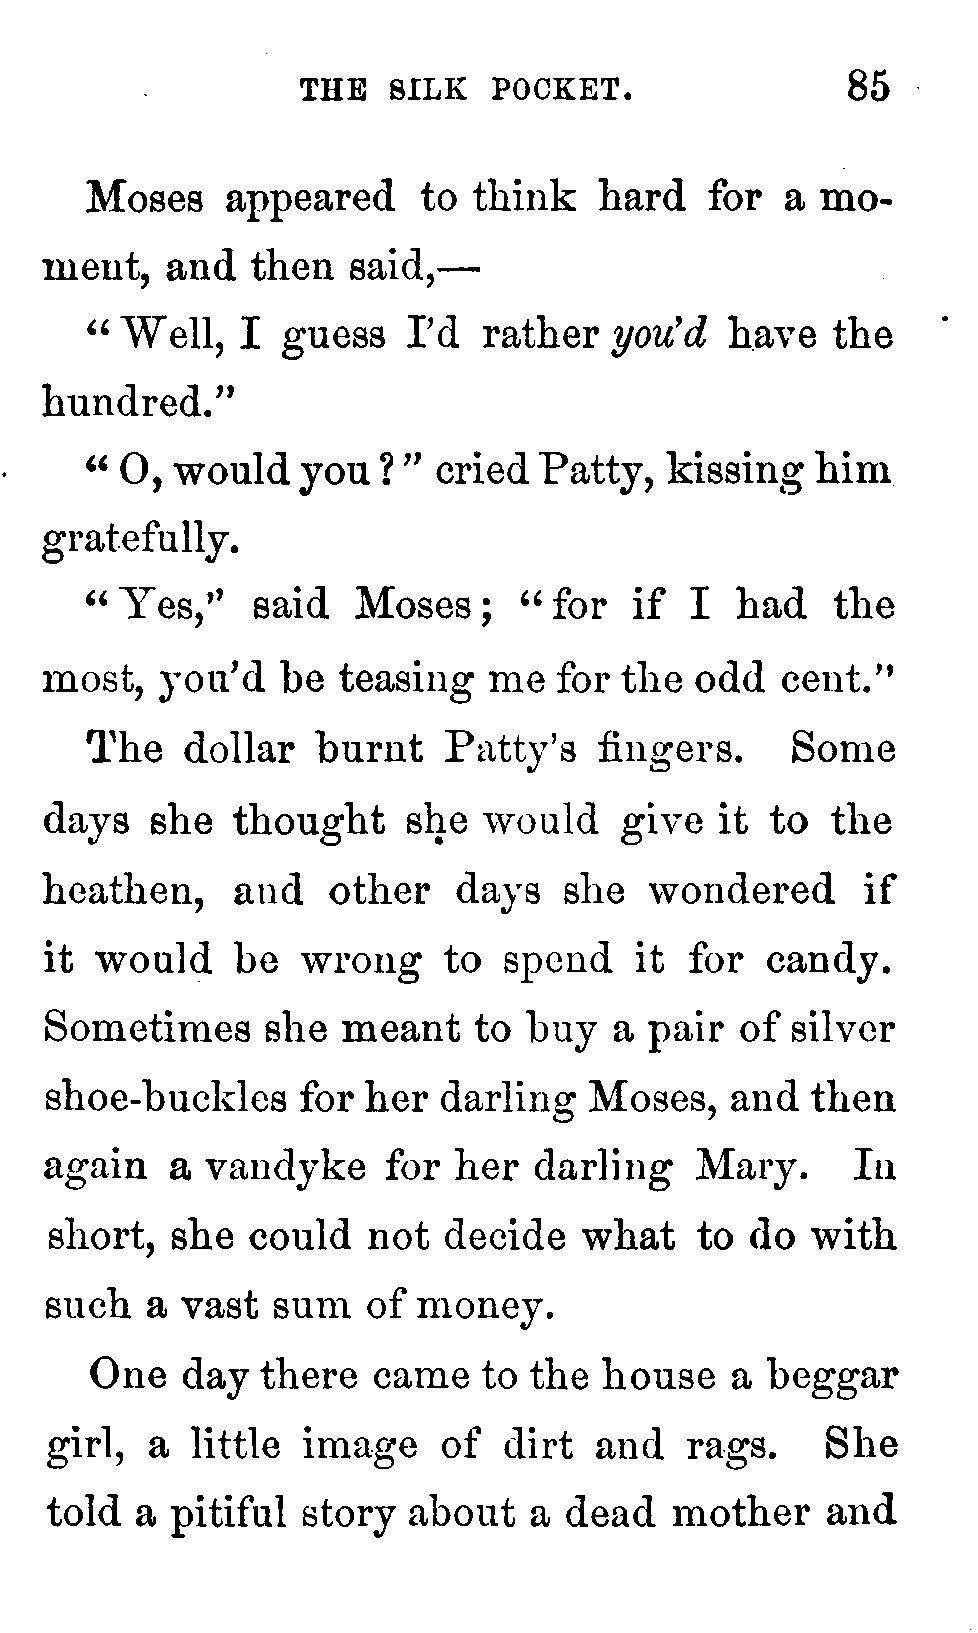 THE SILK POCKET. 85
Moses appeared to think hard for a mo-
ment, and then said,—
“Well, I guess I’d rather you’d have the
hundred.”
“O, would you?” cried Patty, kissing him
gratefully.
“Yes,” said Moses; “for if I had the
most, you’d be teasing me for the odd cent.”
The dollar burnt Patty’s fingers. Some
days she thought she would give it to the
heathen, and other days she wondered if
it would be wrong to spend it for candy.
Sometimes she meant to buy a pair of silver
shoe-buckles for her darling Moses, and then
again a vandyke for her darling Mary. In
short, she could not decide what to do with
such a vast sum of money.
One day there came to the house a beggar
girl, a little image of dirt and rags. She
told a pitiful story about a dead mother and